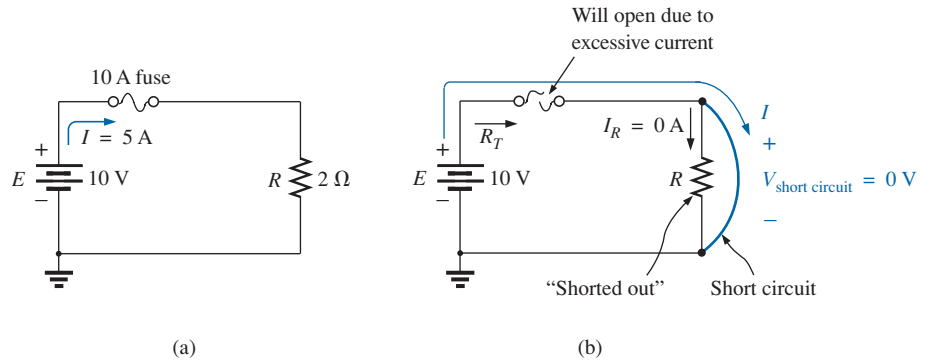 10 A fuse
I = 5 A
+
E
10 V
−
R
2 Ω
(a)
Will open due to
excessive current
I
R_T
I_R = 0 A
+
+
E
10 V
R
V_short circuit = 0 V
−
−
“Shorted out”
Short circuit
(b)